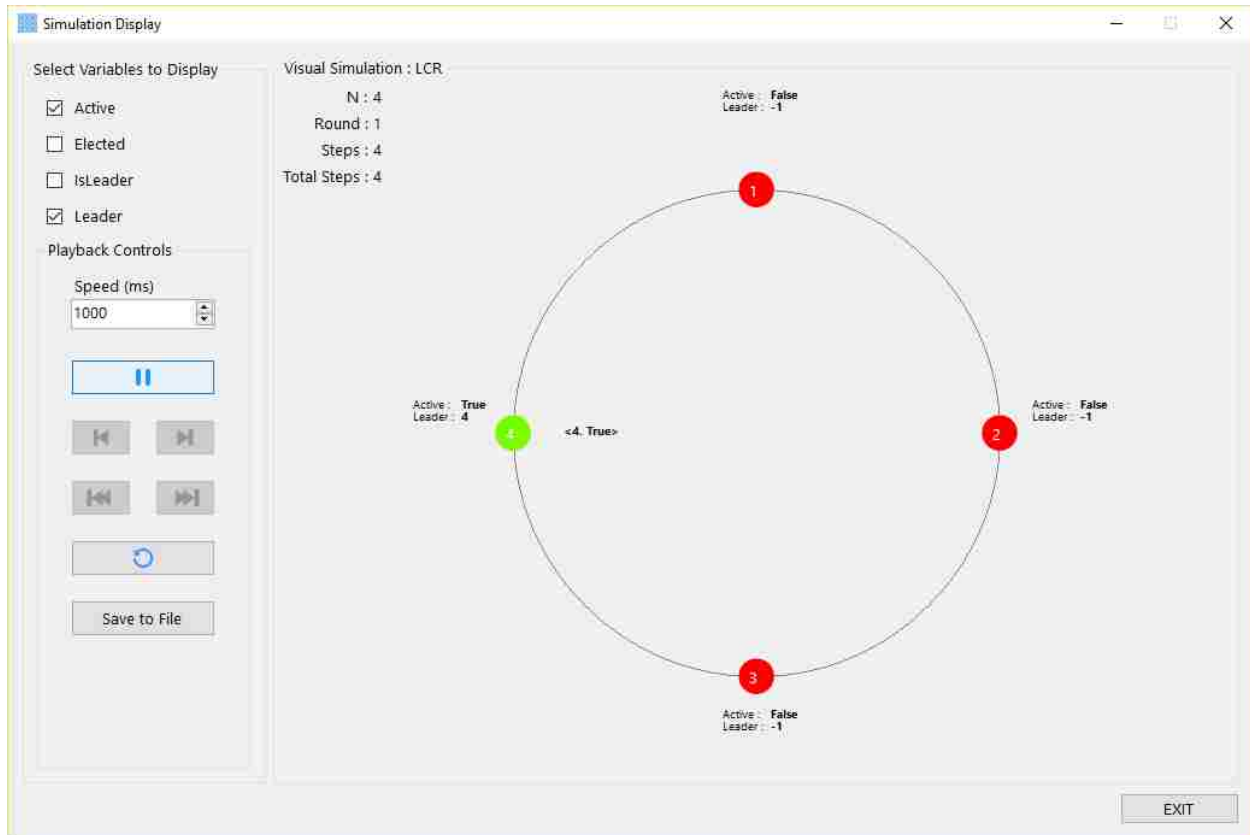 Simulation Display
Select Variables to Display
Active
Elected
IsLeader
Leader
Playback Controls
Speed (ms)
1000
Save to File
Visual Simulation : LCR
N : 4
Round : 1
Steps : 4
Total Steps : 4
Active : False
Leader : -1
1
Active : True
Leader : 4
4
<4. True>
2
Active : False
Leader : -1
3
Active : False
Leader : -1
EXIT